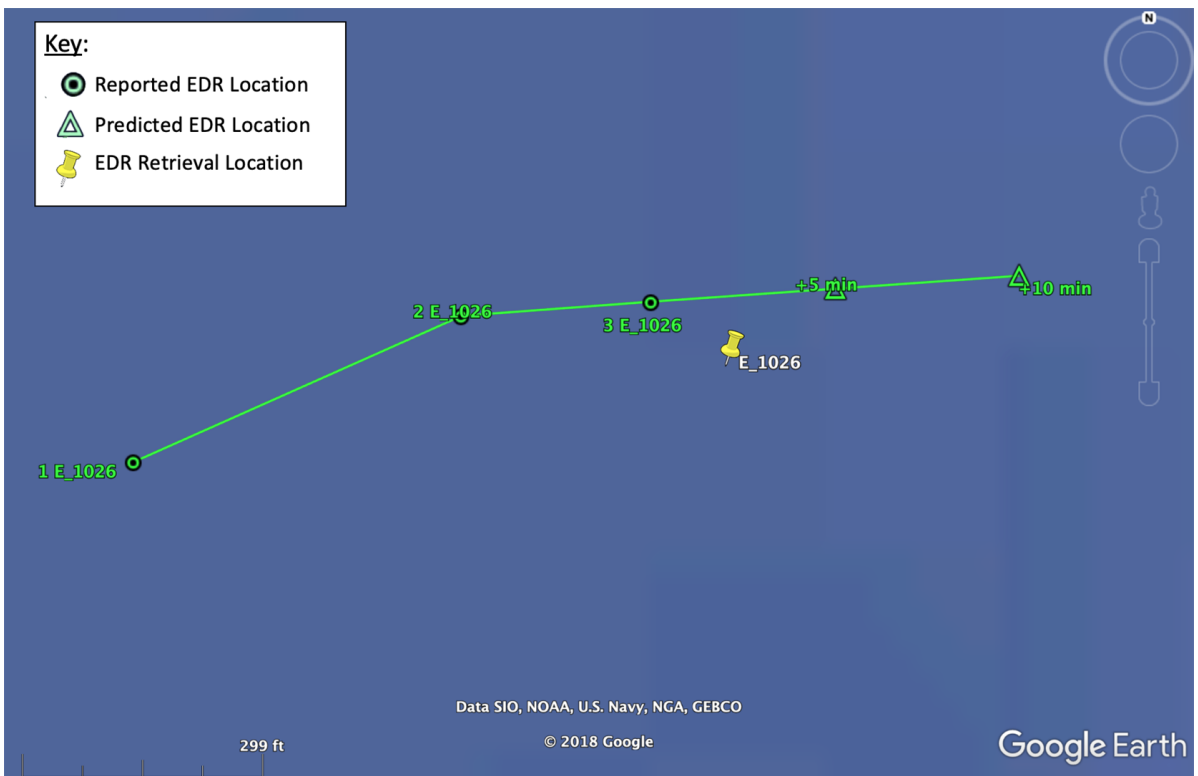 Key:
Reported EDR Location
Predicted EDR Location
EDR Retrieval Location
N
+5 min
+10 min
2 E_1026
3 E_1026
E_1026
1 E_1026
Data SIO, NOAA, U.S. Navy, NGA, GEBCO
© 2018 Google
299 ft
Google Earth